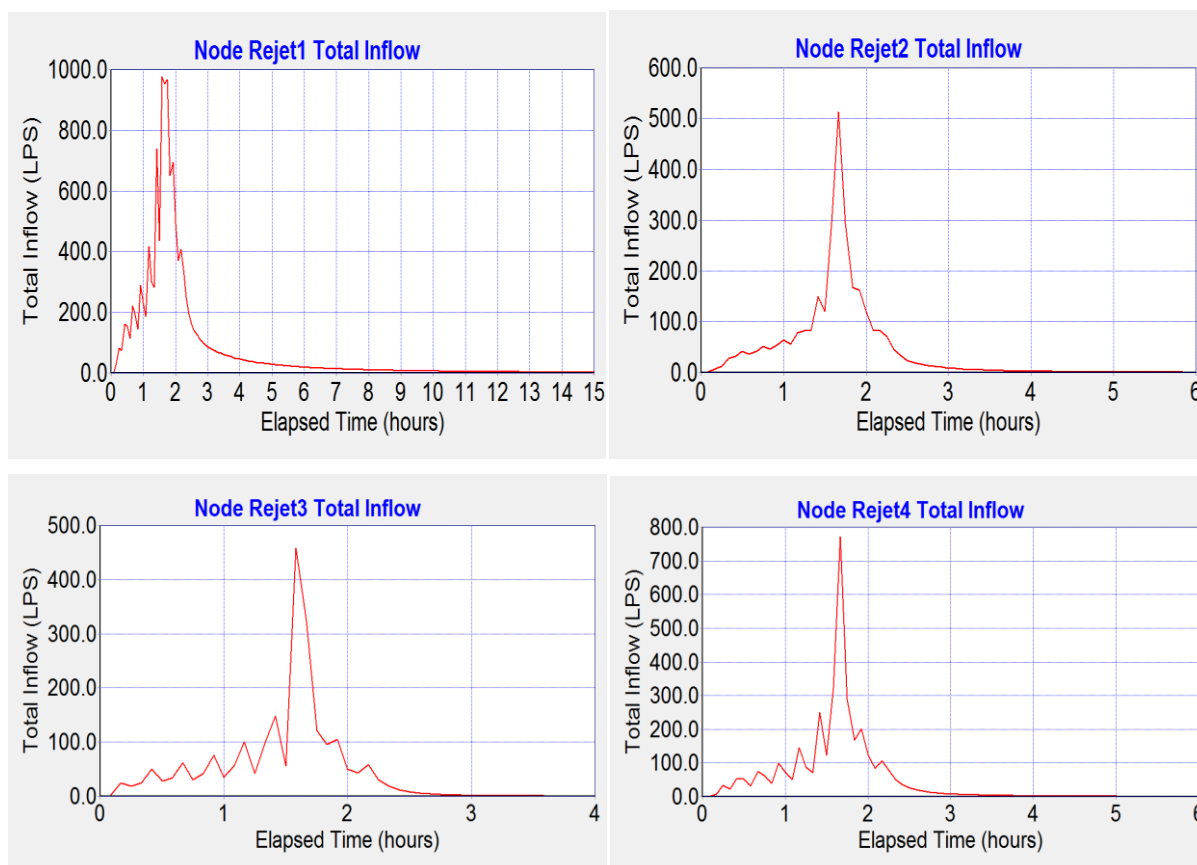 Node Rejet1 Total Inflow
1000.0
800.0
600.0
400.0
200.0
0.0
Total Inflow (LPS)
0 1 2 3 4 5 6 7 8 9 10 11 12 13 14 15
Elapsed Time (hours)
Node Rejet2 Total Inflow
600.0
500.0
400.0
300.0
200.0
100.0
0.0
Total Inflow (LPS)
0 1 2 3 4 5 6
Elapsed Time (hours)
Node Rejet3 Total Inflow
500.0
400.0
300.0
200.0
100.0
0.0
Total Inflow (LPS)
0 1 2 3 4
Elapsed Time (hours)
Node Rejet4 Total Inflow
800.0
700.0
600.0
500.0
400.0
300.0
200.0
100.0
0.0
Total Inflow (LPS)
0 1 2 3 4 5 6
Elapsed Time (hours)